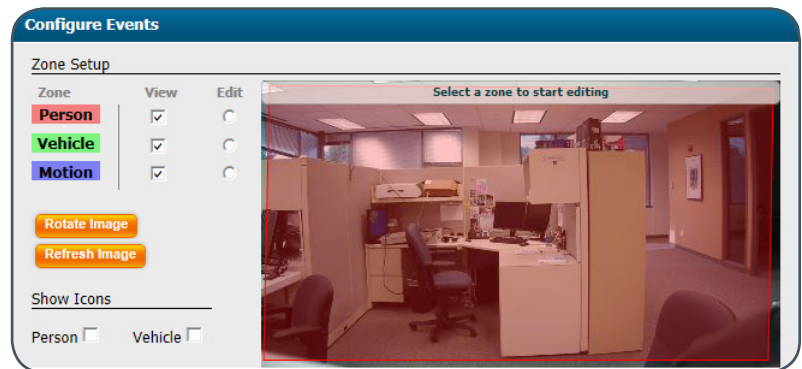 Configure Events
Zone Setup
Zone View Edit
Select a zone to start editing
Person
Vehicle
Motion
Rotate Image
Refresh Image
Show Icons
Person Vehicle